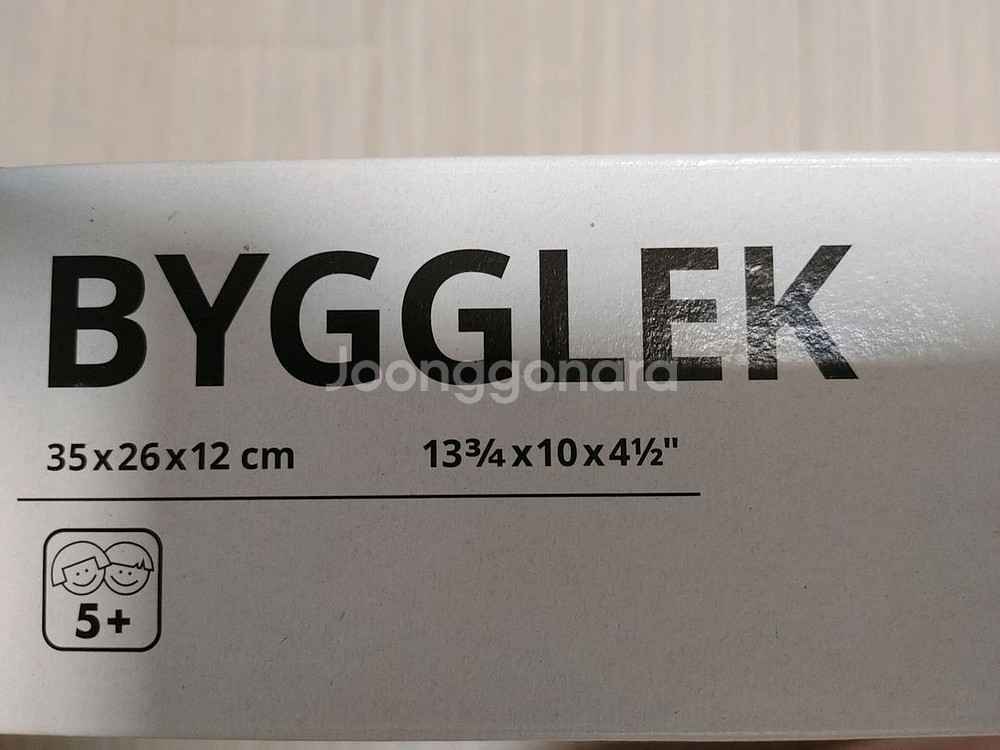 BYGGLEK
Joonggonara
35x26x12 cm 13¾x10x4½"
5+